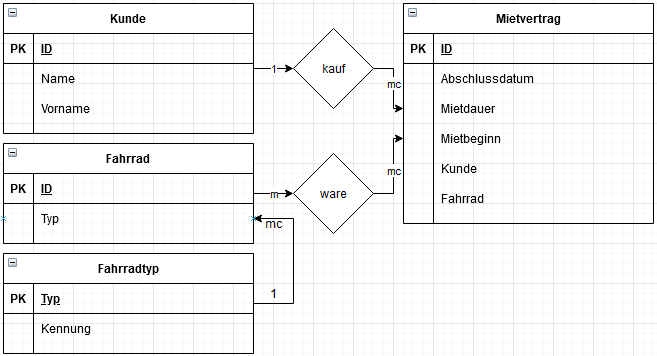 Kunde
PK ID
Name
Vorname
1
kauf
mc
Mietvertrag
PK ID
Abschlussdatum
Mietdauer
Mietbeginn
Kunde
Fahrrad
Fahrrad
PK ID
Typ
m
ware
mc
mc
1
Fahrradtyp
PK Typ
Kennung